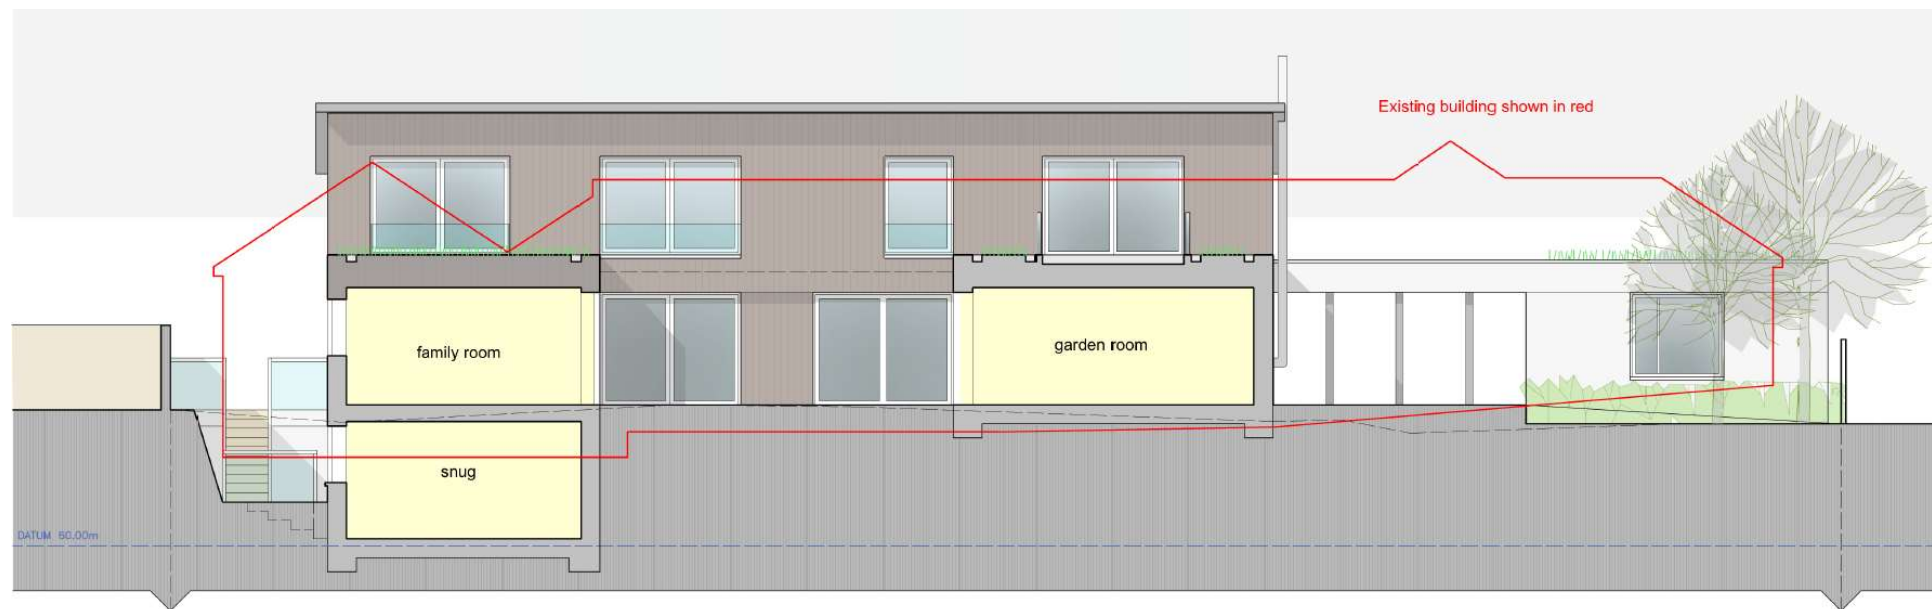 Existing building shown in red
family room
garden room
snug
DATUM 60.00m